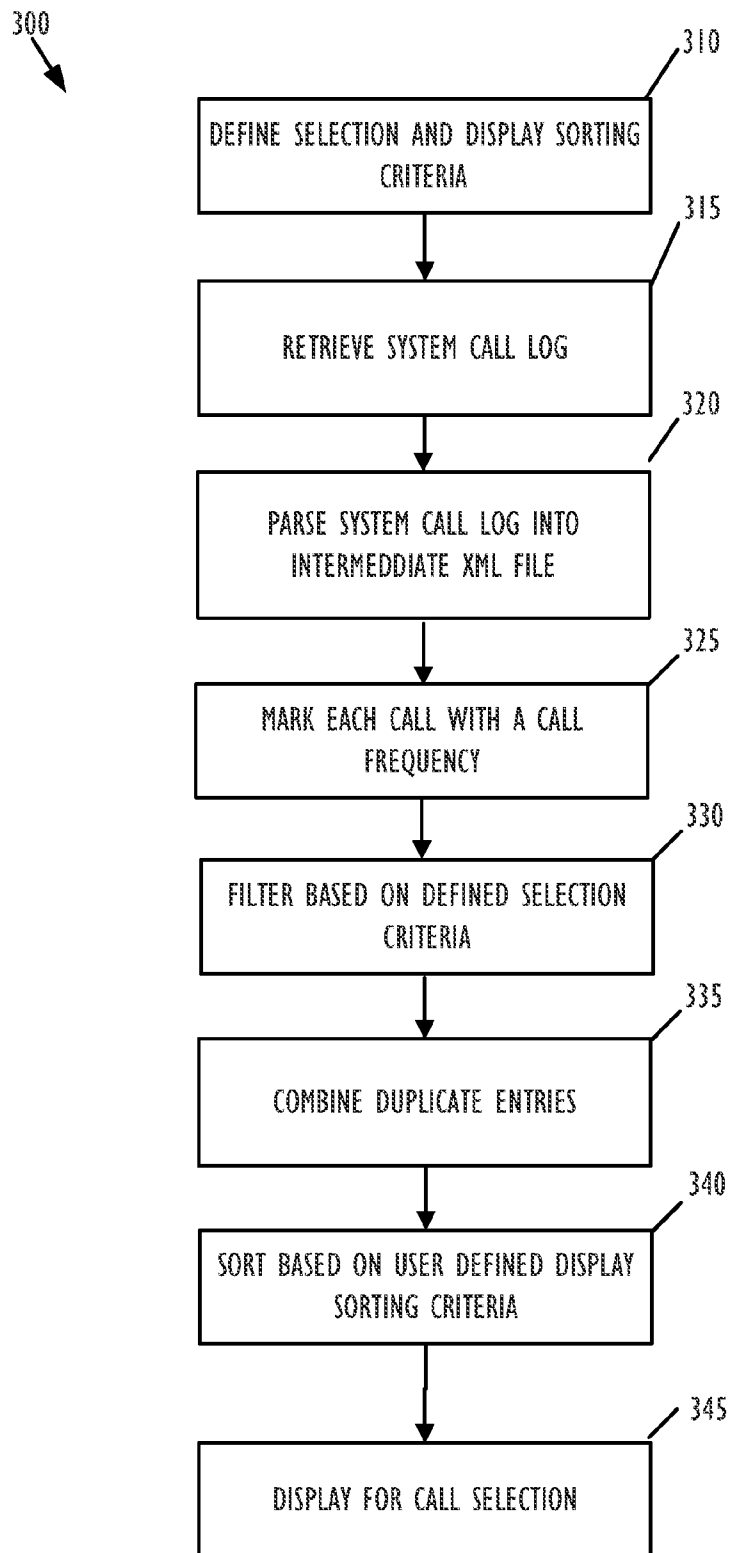 300
310
DEFINE SELECTION AND DISPLAY SORTING
CRITERIA
315
RETRIEVE SYSTEM CALL LOG
320
PARSE SYSTEM CALL LOG INTO
INTERMEDDIATE XML FILE
325
MARK EACH CALL WITH A CALL
FREQUENCY
330
FILTER BASED ON DEFINED SELECTION
CRITERIA
335
COMBINE DUPLICATE ENTRIES
340
SORT BASED ON USER DEFINED DISPLAY
SORTING CRITERIA
345
DISPLAY FOR CALL SELECTION